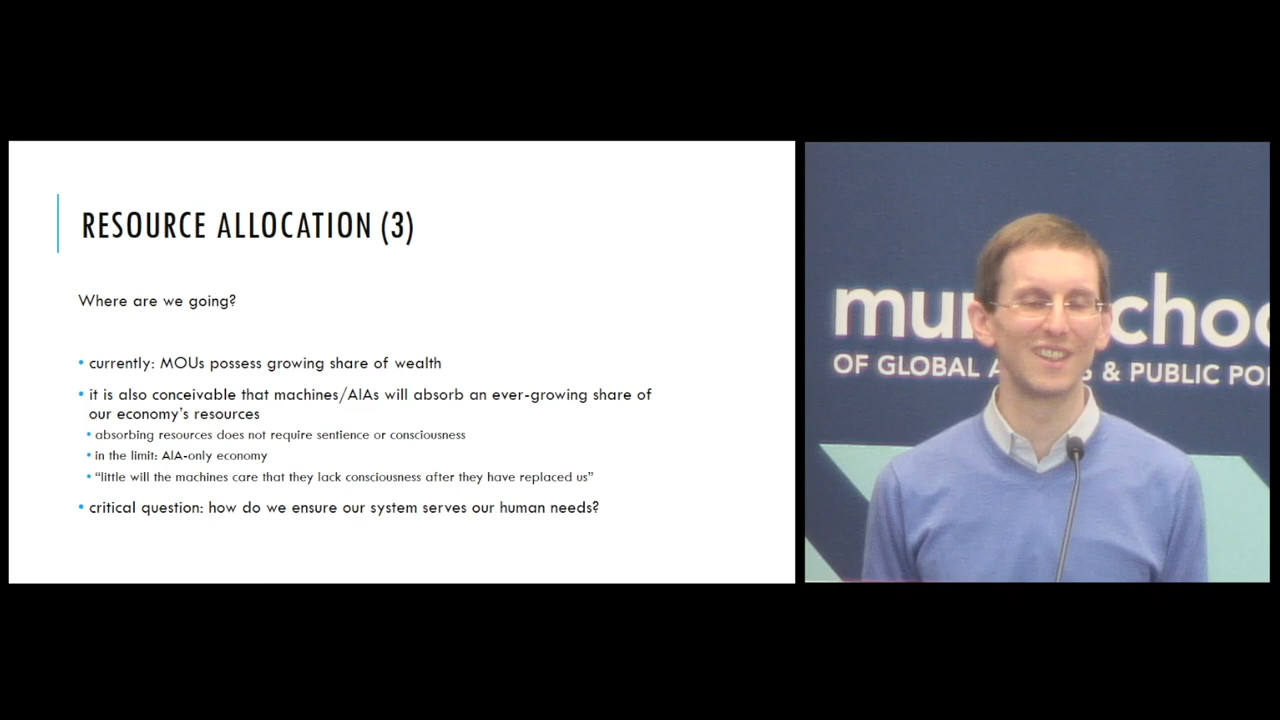 RESOURCE ALLOCATION (3)
Where are we going?
• currently: MOUs possess growing share of wealth
• it is also conceivable that machines/AIAs will absorb an ever-growing share of
our economy's resources
• absorbing resources does not require sentience or consciousness
• in the limit: AIA-only economy
• “little will the machines care that they lack consciousness after they have replaced us”
• critical question: how do we ensure our system serves our human needs?
OF GLOBAL & PUBLIC